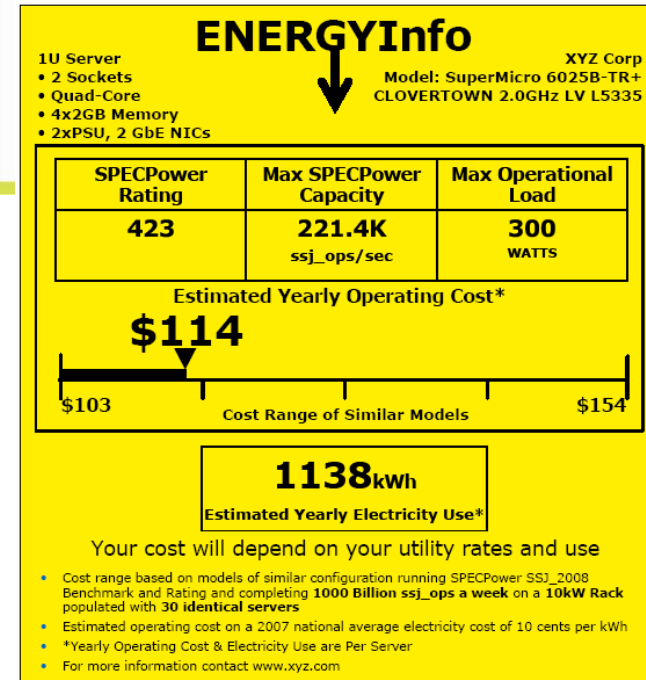 ENERGYInfo
1U Server
• 2 Sockets
• Quad-Core
• 4x2GB Memory
• 2xPSU, 2 GbE NICs
XYZ Corp
Model: SuperMicro 6025B-TR+
CLOVERTOWN 2.0GHz LV L5335
SPECPower Rating
423
Max SPECPower Capacity
221.4K
ssj_ops/sec
Max Operational Load
300
WATTS
Estimated Yearly Operating Cost*
$114
$103
Cost Range of Similar Models
$154
1138kWh
Estimated Yearly Electricity Use*
Your cost will depend on your utility rates and use
• Cost range based on models of similar configuration running SPECPower SSJ_2008
Benchmark and Rating and completing 1000 Billion ssj_ops a week on a 10kW Rack
populated with 30 identical servers
• Estimated operating cost on a 2007 national average electricity cost of 10 cents per kWh
• *Yearly Operating Cost & Electricity Use are Per Server
• For more information contact www.xyz.com